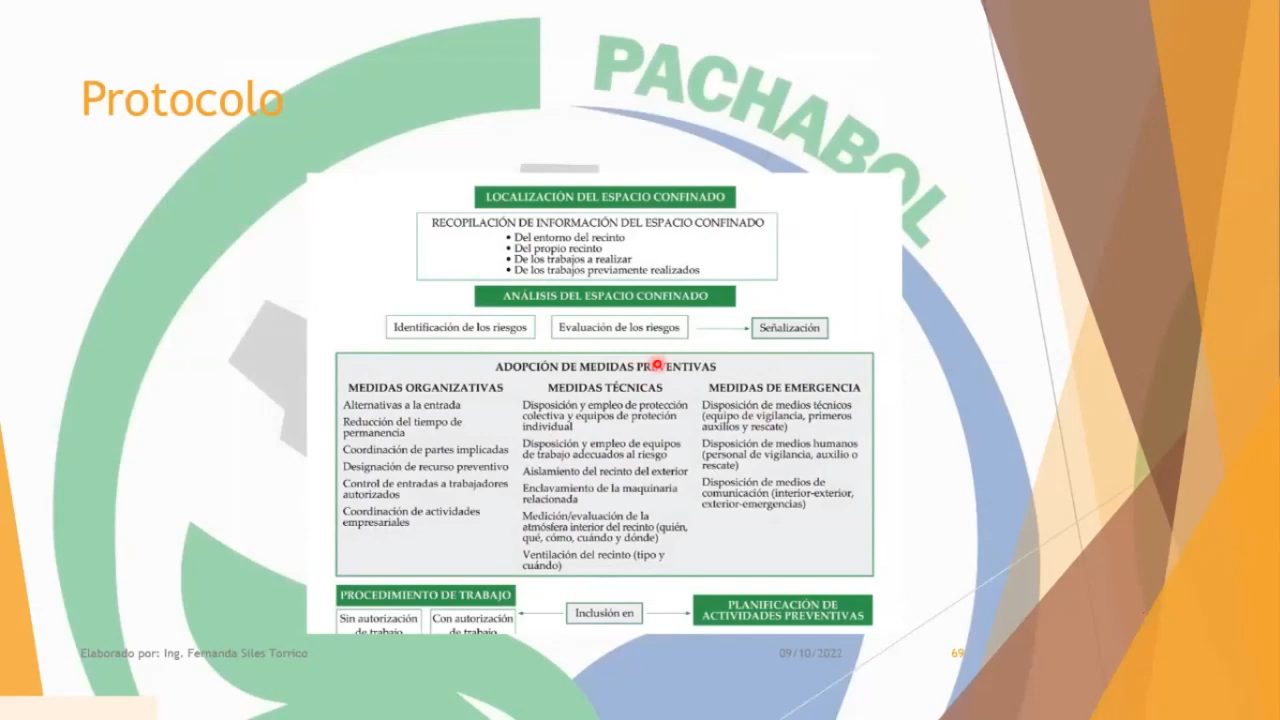 Protocolo
PACHABOL
LOCALIZACIÓN DEL ESPACIO CONFINADO
RECOPILACIÓN DE INFORMACIÓN DEL ESPACIO CONFINADO
• Del entorno del recinto
• Del propio recinto
• De los trabajos a realizar
• De los trabajos previamente realizados
ANÁLISIS DEL ESPACIO CONFINADO
Identificación de los riesgos
Evaluación de los riesgos
Señalización
ADOPCIÓN DE MEDIDAS PREVENTIVAS
MEDIDAS ORGANIZATIVAS
Alternativas a la entrada
Reducción del tiempo de
permanencia
Coordinación de partes implicadas
Designación de recurso preventivo
Control de entradas a trabajadores
autorizados
Coordinación de actividades
empresariales
MEDIDAS TÉCNICAS
Disposición y empleo de protección
colectiva y equipos de proteción
individual
Disposición y empleo de equipos
de trabajo adecuados al riesgo
Aislamiento del recinto del exterior
Enclavamiento de la maquinaria
relacionada
Medición/evaluación de la
atmósfera interior del recinto (quién,
qué, cómo, cuándo y dónde)
Ventilación del recinto (tipo y
cuándo)
MEDIDAS DE EMERGENCIA
Disposición de medios técnicos
(equipo de vigilancia, primeros
auxilios y rescate)
Disposición de medios humanos
(personal de vigilancia, auxilio o
rescate)
Disposición de medios de
comunicación (interior-exterior,
exterior-emergencias)
PROCEDIMIENTO DE TRABAJO
Sin autorización
de trabajo
Con autorización
de trabajo
Inclusión en
PLANIFICACIÓN DE
ACTIVIDADES PREVENTIVAS
Elaborado por: Ing. Fernanda Siles Torrico
09/10/2022
69